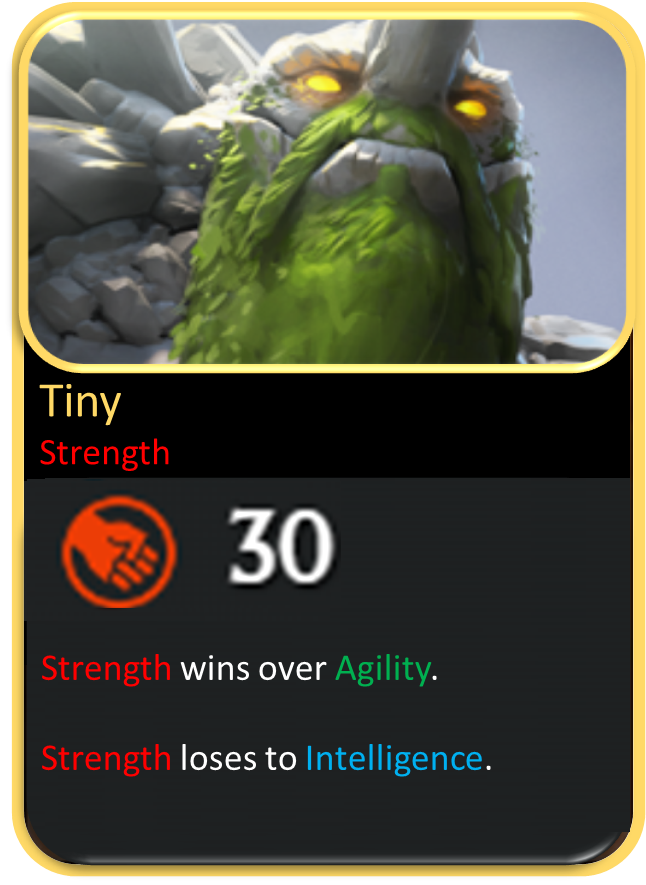 Tiny
Strength
30
Strength wins over Agility.
Strength loses to Intelligence.